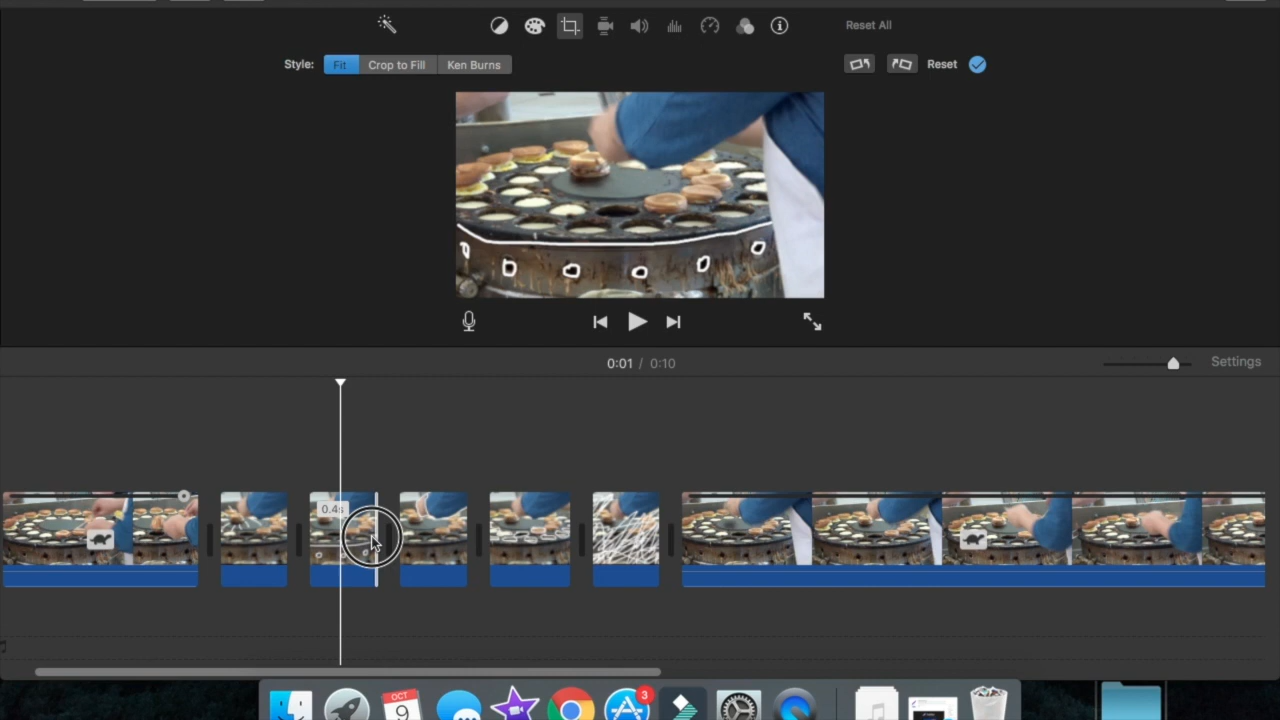 Reset All
Style: Fit Crop to Fill Ken Burns Reset
0:01 / 0:10 Settings
0.4s
OCT
9
3